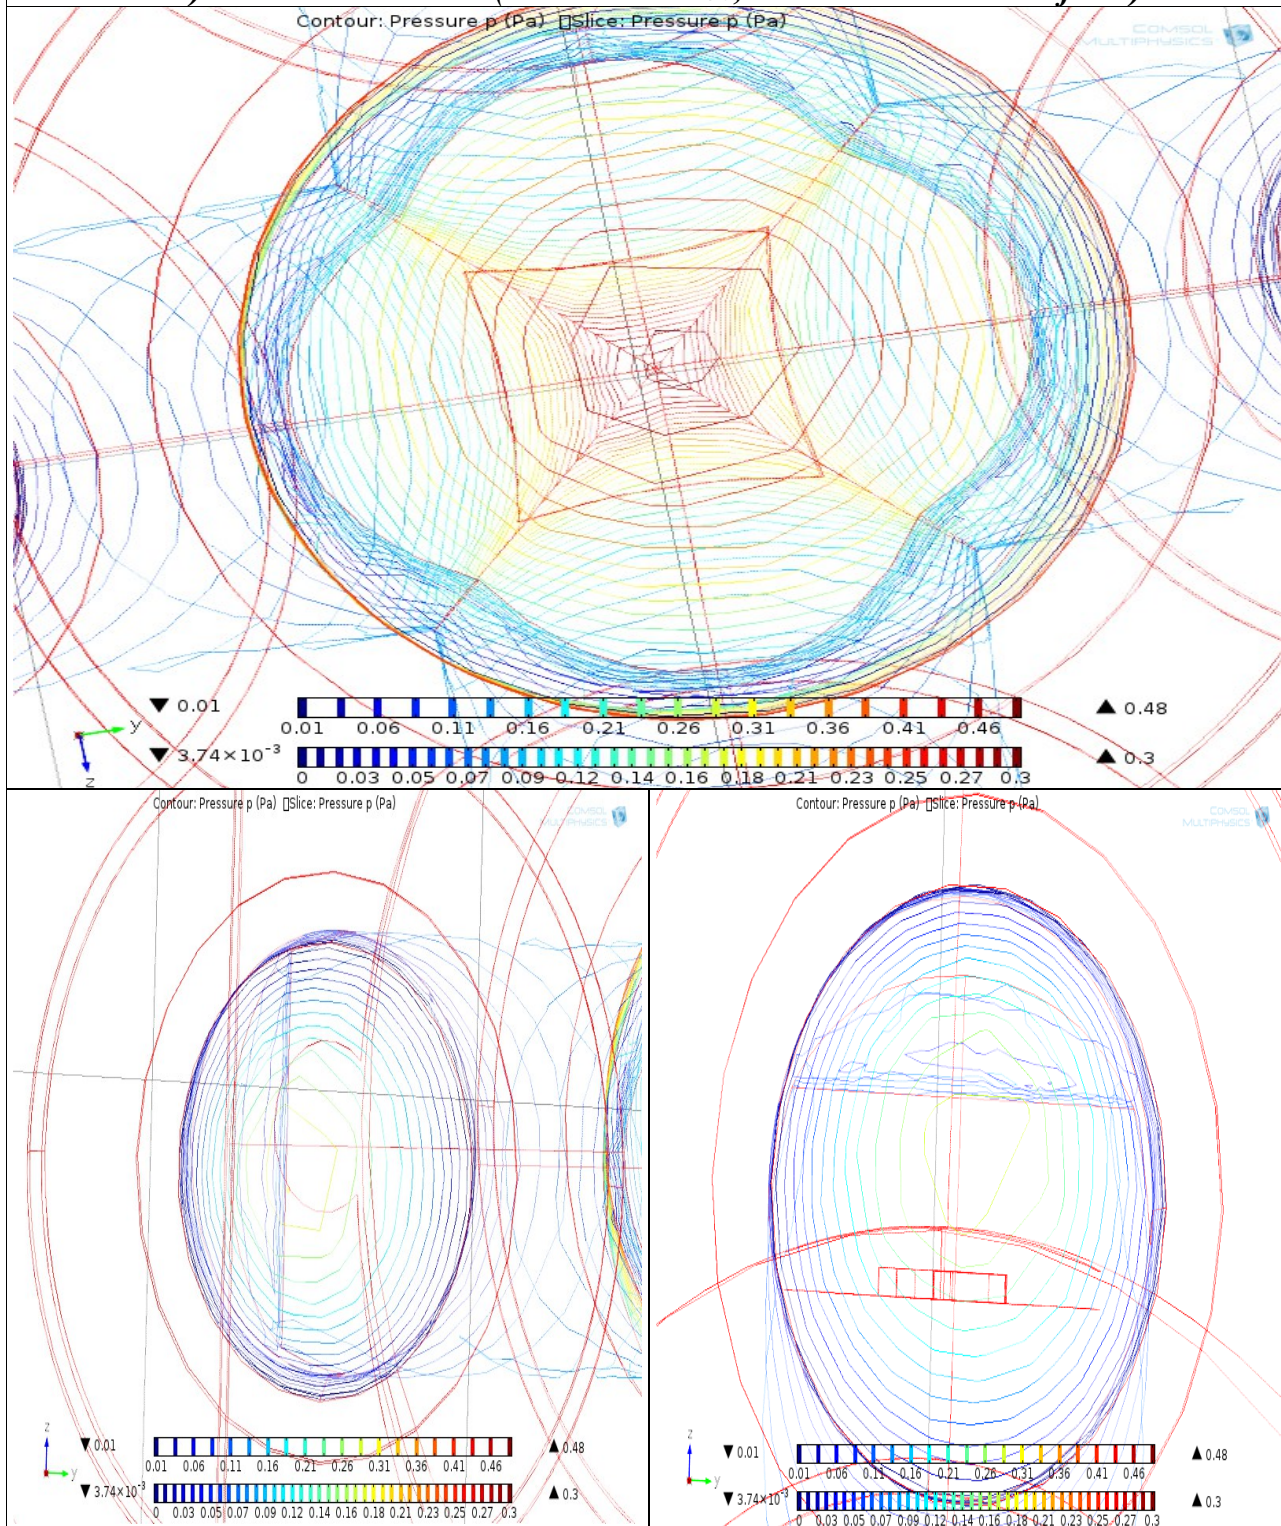 Contour: Pressure p (Pa) ▯Slice: Pressure p (Pa)
COMSOL
MULTIPHYSICS
y
z
▼ 0.01
0.01 0.06 0.11 0.16 0.21 0.26 0.31 0.36 0.41 0.46
▲ 0.48
▼ 3.74×10⁻³
0 0.03 0.05 0.07 0.09 0.12 0.14 0.16 0.18 0.21 0.23 0.25 0.27 0.3
▲ 0.3
Contour: Pressure p (Pa) ▯Slice: Pressure p (Pa)
COMSOL
MULTIPHYSICS
z
y
▼ 0.01
0.01 0.06 0.11 0.16 0.21 0.26 0.31 0.36 0.41 0.46
▲ 0.48
▼ 3.74×10⁻³
0 0.03 0.05 0.07 0.09 0.12 0.14 0.16 0.18 0.21 0.23 0.25 0.27 0.3
▲ 0.3
Contour: Pressure p (Pa) ▯Slice: Pressure p (Pa)
COMSOL
MULTIPHYSICS
z
y
▼ 0.01
0.01 0.06 0.11 0.16 0.21 0.26 0.31 0.36 0.41 0.46
▲ 0.48
▼ 3.74×10⁻³
0 0.03 0.05 0.07 0.09 0.12 0.14 0.16 0.18 0.21 0.23 0.25 0.27 0.3
▲ 0.3